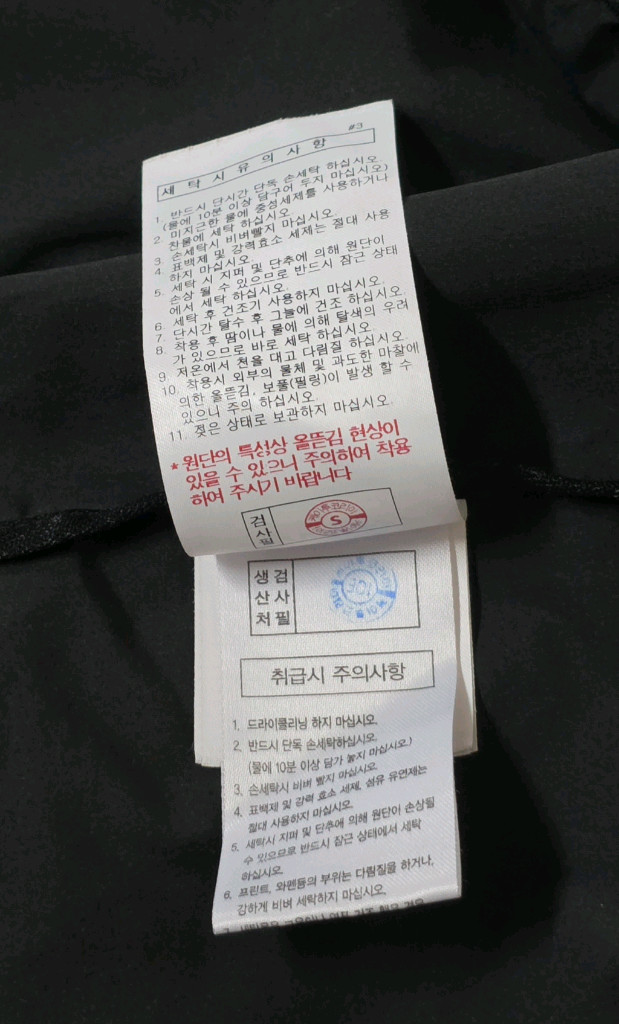 #3
세탁시유의사항
1. 반드시 단시간 단독 손세탁 하십시오.
(물에 10분 이상 담구어 두지 마십시오)
2. 미지근한 물에 중성세제를 사용하거나
찬물에 세탁 하십시오
3. 손세탁시 비벼빨지 마십시오.
4. 표백제 및 강력효소 세제는 절대 사용
하지 마십시오.
5. 세탁 시 지퍼 및 단추에 의해 원단이
손상 될 수 있으므로 반드시 잠근 상태
에서 세탁 하십시오.
6. 세탁 후 건조기 사용하지 마십시오.
7. 단시간 탈수 후 그늘에 건조 하십시오.
8. 착용 후 땀이나 물에 의해 탈색의 우려
가 있으므로 바로 세탁 하십시오.
9. 저온에서 천을 대고 다림질 하십시오.
10. 착용시 외부의 물체 및 과도한 마찰에
의한 올뜯김, 보풀(필링)이 발생 할 수
있으니 주의 하십시오.
11. 젖은 상태로 보관하지 마십시오.
* 원단의 특성상 올뜯김 현상이
있을 수 있으니 주의하여 착용
하여 주시기 바랍니다
검사필
케이투코리아
S
생산처 검사필
취급시 주의사항
1. 드라이클리닝 하지 마십시오.
2. 반드시 단독 손세탁하십시오.
(물에 10분 이상 담가 놓지 마십시오.)
3. 손세탁시 비벼 빨지 마십시오.
4. 표백제 및 강력 효소 세제, 섬유 유연제는
절대 사용하지 마십시오.
5. 세탁시 지퍼 및 단추에 의해 원단이 손상될
수 있으므로 반드시 잠근 상태에서 세탁
하십시오.
6. 프린트, 와펜등의 부위는 다림질을 하거나,
강하게 비벼 세탁하지 마십시오.